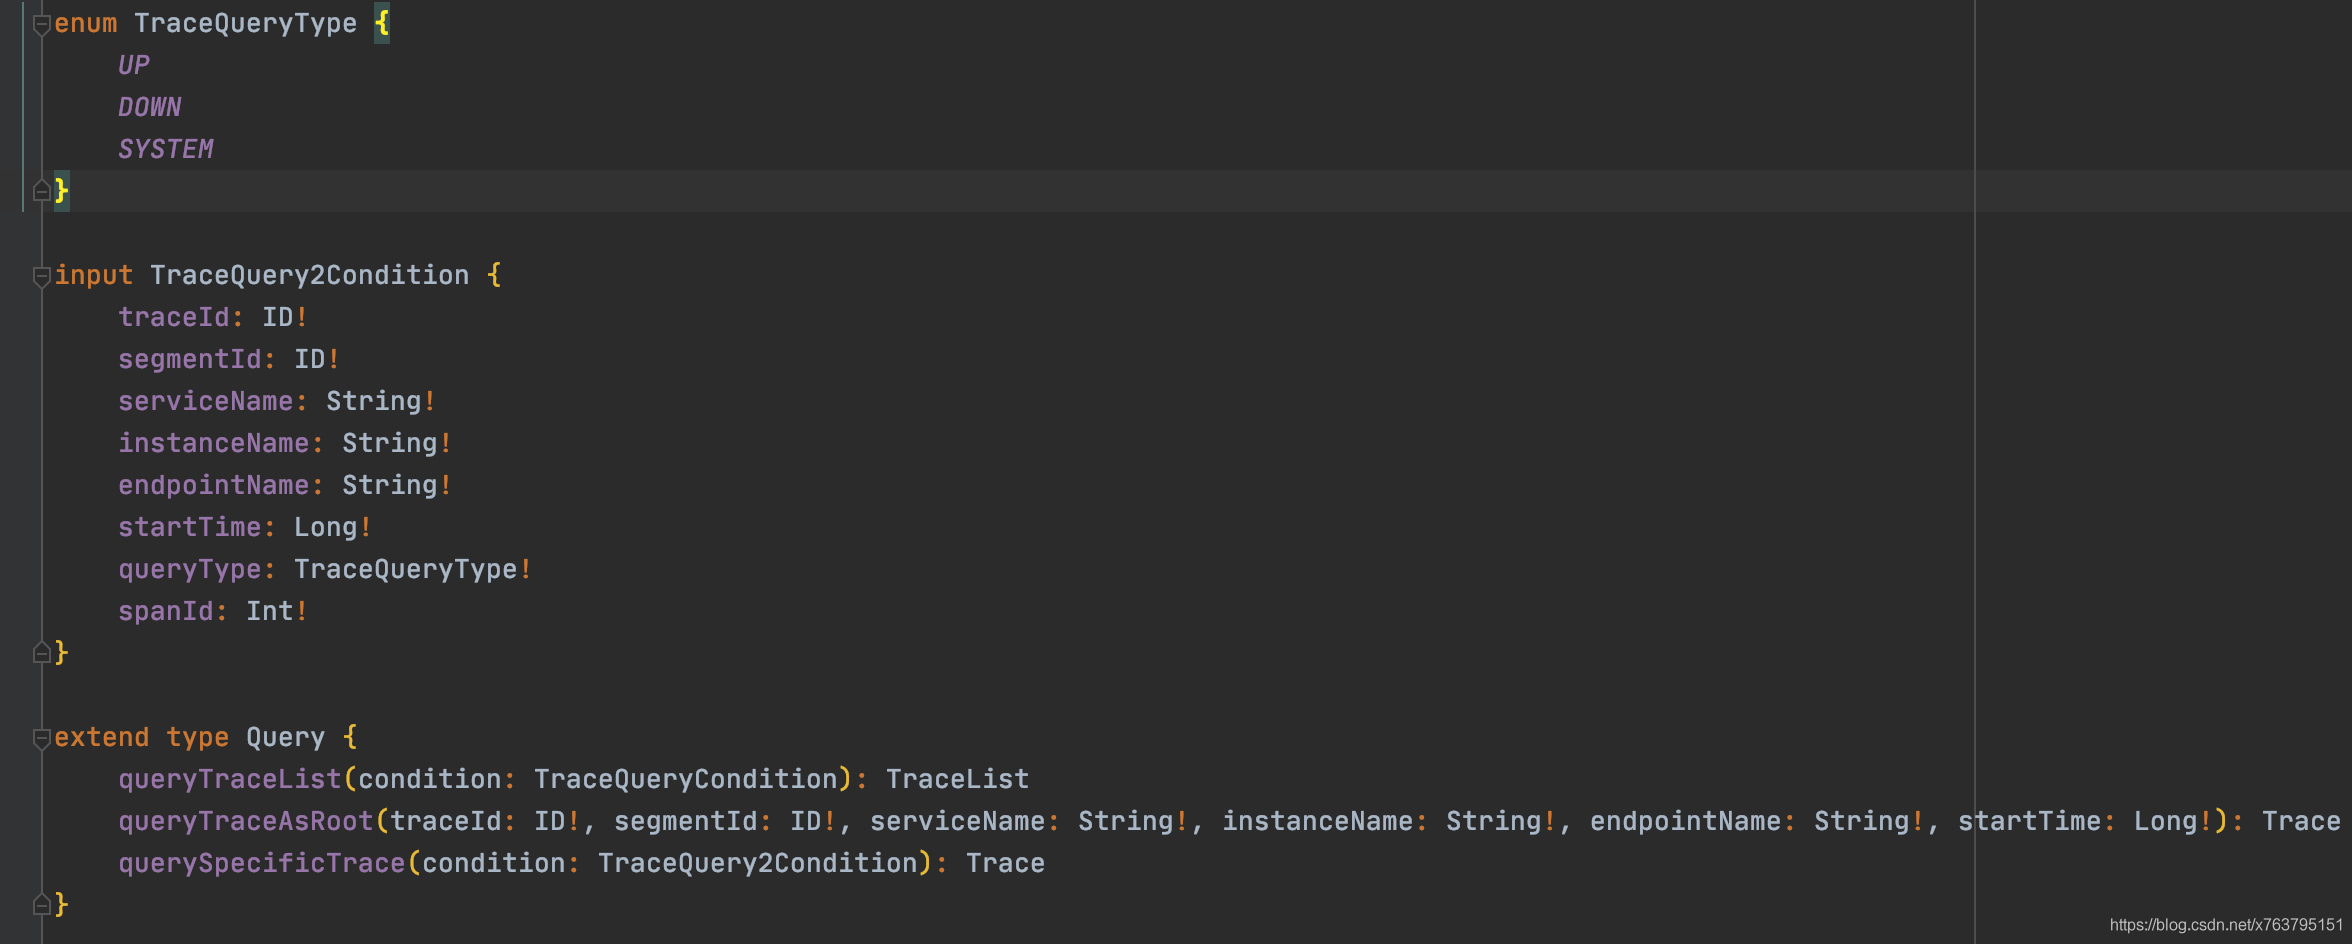 enum TraceQueryType {
    UP
    DOWN
    SYSTEM
}
input TraceQuery2Condition {
    traceId: ID!
    segmentId: ID!
    serviceName: String!
    instanceName: String!
    endpointName: String!
    startTime: Long!
    queryType: TraceQueryType!
    spanId: Int!
}
extend type Query {
    queryTraceList(condition: TraceQueryCondition): TraceList
    queryTraceAsRoot(traceId: ID!, segmentId: ID!, serviceName: String!, instanceName: String!, endpointName: String!, startTime: Long!): Trace
    querySpecificTrace(condition: TraceQuery2Condition): Trace
}
https://blog.csdn.net/x763795151